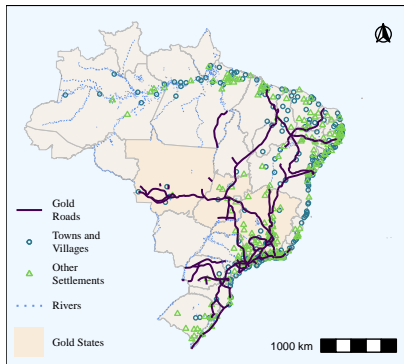 Gold
Roads
Towns and
Villages
Other
Settlements
Rivers
Gold States
1000 km